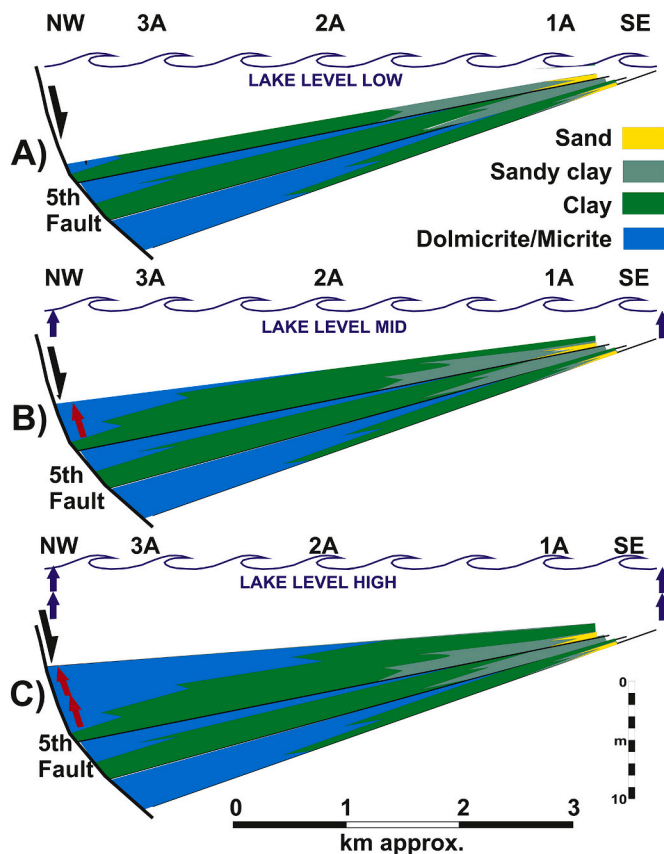 NW 3A 2A 1A SE
LAKE LEVEL LOW
A)
5th
Fault
Sand
Sandy clay
Clay
Dolmicrite/Micrite
NW 3A 2A 1A SE
LAKE LEVEL MID
B)
5th
Fault
NW 3A 2A 1A SE
LAKE LEVEL HIGH
C)
5th
Fault
0
m
10
0 1 2 3
km approx.